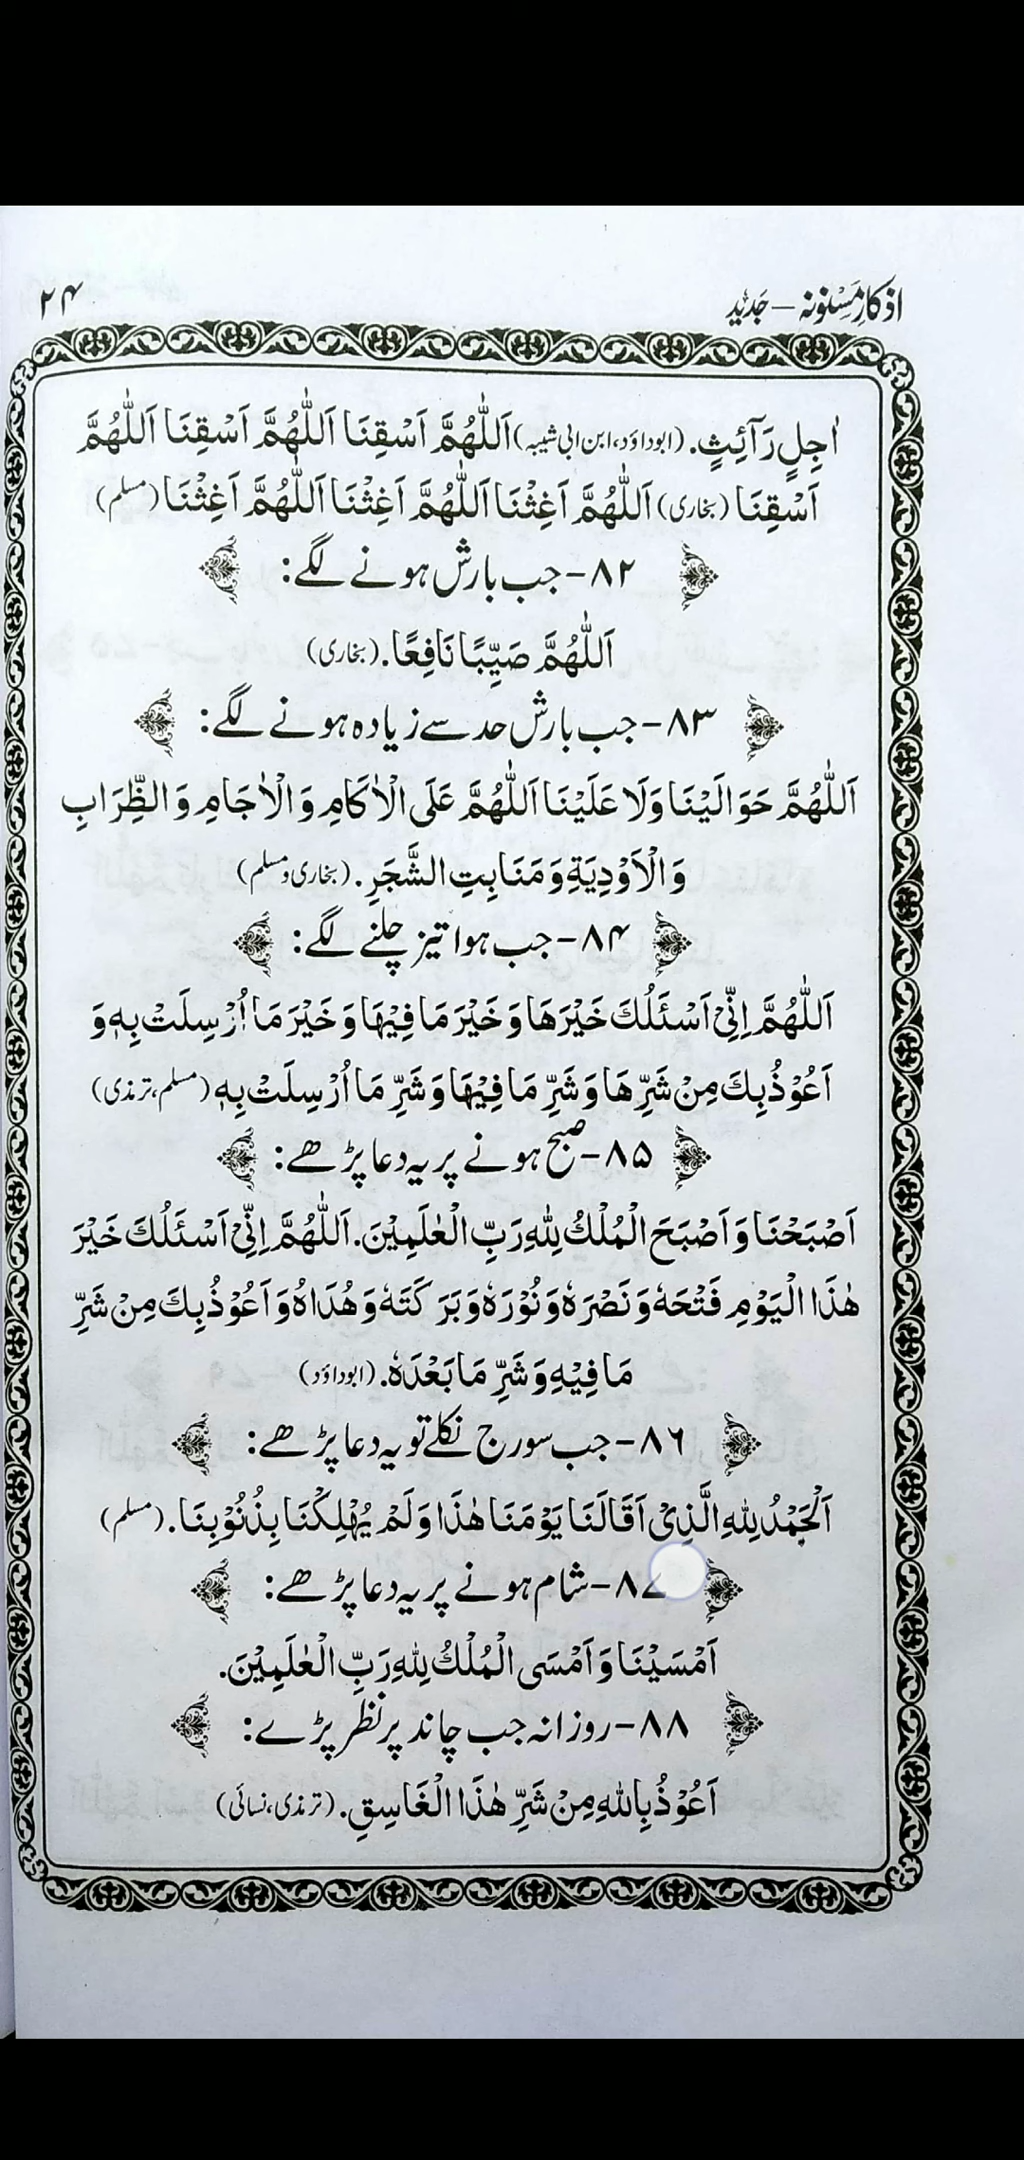 اذکارِ مَسْنونہ – جَدْیْد
۲۴
اٰجِلٍ رَآئِثٍ. (ابوداؤد، ابن ابی شیبہ) اَللّٰهُمَّ اَسْقِنَا اَللّٰهُمَّ اَسْقِنَا اَللّٰهُمَّ
اَسْقِنَا (بخاری) اَللّٰهُمَّ اَغِثْنَا اَللّٰهُمَّ اَغِثْنَا اَللّٰهُمَّ اَغِثْنَا (مسلم)
۸۲- جب بارش ہونے لگے:
اَللّٰهُمَّ صَيِّبًا نَافِعًا. (بخاری)
۸۳- جب بارش حد سے زیادہ ہونے لگے:
اَللّٰهُمَّ حَوَالَيْنَا وَلَا عَلَيْنَا اَللّٰهُمَّ عَلَى الْاٰكَامِ وَالْاٰجَامِ وَالظِّرَابِ
وَالْاَوْدِيَةِ وَمَنَابِتِ الشَّجَرِ. (بخاری و مسلم)
۸۴- جب ہوا تیز چلنے لگے:
اَللّٰهُمَّ اِنِّىْ اَسْئَلُكَ خَيْرَهَا وَخَيْرَ مَا فِيْهَا وَخَيْرَ مَا اُرْسِلَتْ بِهٖ وَ
اَعُوْذُ بِكَ مِنْ شَرِّهَا وَشَرِّ مَا فِيْهَا وَشَرِّ مَا اُرْسِلَتْ بِهٖ (مسلم، ترمذی)
۸۵- صبح ہونے پر یہ دعا پڑھے:
اَصْبَحْنَا وَاَصْبَحَ الْمُلْكُ لِلّٰهِ رَبِّ الْعٰلَمِيْنَ. اَللّٰهُمَّ اِنِّىْ اَسْئَلُكَ خَيْرَ
هٰذَا الْيَوْمِ فَتْحَهٗ وَنَصْرَهٗ وَنُوْرَهٗ وَبَرَكَتَهٗ وَهُدَاهُ وَاَعُوْذُ بِكَ مِنْ شَرِّ
مَا فِيْهِ وَشَرِّ مَا بَعْدَهٗ. (ابوداؤد)
۸۶- جب سورج نکلے تو یہ دعا پڑھے:
اَلْحَمْدُ لِلّٰهِ الَّذِىْ اَقَالَنَا يَوْمَنَا هٰذَا وَلَمْ يُهْلِكْنَا بِذُنُوْبِنَا. (مسلم)
۸۷- شام ہونے پر یہ دعا پڑھے:
اَمْسَيْنَا وَاَمْسَى الْمُلْكُ لِلّٰهِ رَبِّ الْعٰلَمِيْنَ.
۸۸- روزانہ جب چاند پر نظر پڑے:
اَعُوْذُ بِاللّٰهِ مِنْ شَرِّ هٰذَا الْغَاسِقِ. (ترمذی، نسائی)